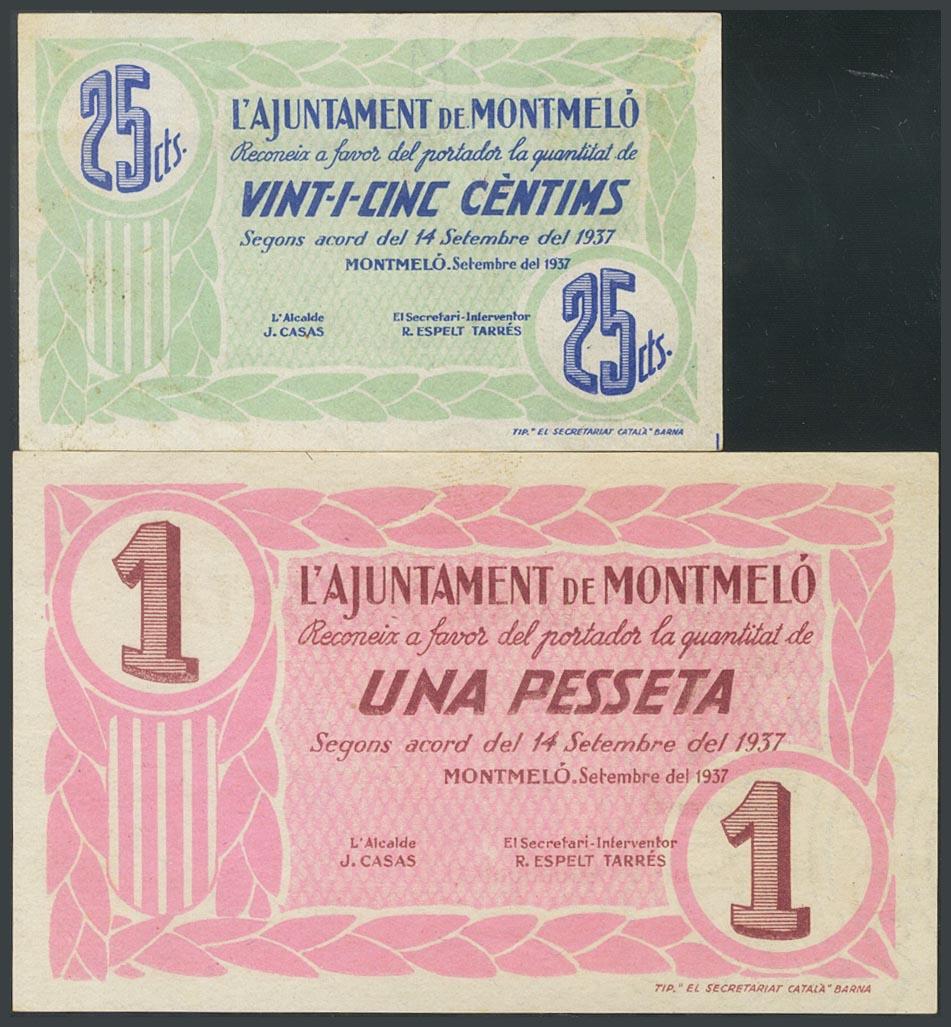 25 cts.
L'AJUNTAMENT DE MONTMELÓ
Reconeix a favor del portador la quantitat de
VINT-I-CINC CÈNTIMS
Segons acord del 14 Setembre del 1937
MONTMELÓ. Setembre del 1937
L'Alcalde
J. CASAS
El Secretari-Interventor
R. ESPELT TARRÉS
25 cts.
TIP. "EL SECRETARIAT CATALÀ" BARNA
1
L'AJUNTAMENT DE MONTMELÓ
Reconeix a favor del portador la quantitat de
UNA PESSETA
Segons acord del 14 Setembre del 1937
MONTMELÓ. Setembre del 1937
L'Alcalde
J. CASAS
El Secretari-Interventor
R. ESPELT TARRÉS
1
TIP. "EL SECRETARIAT CATALÀ" BARNA